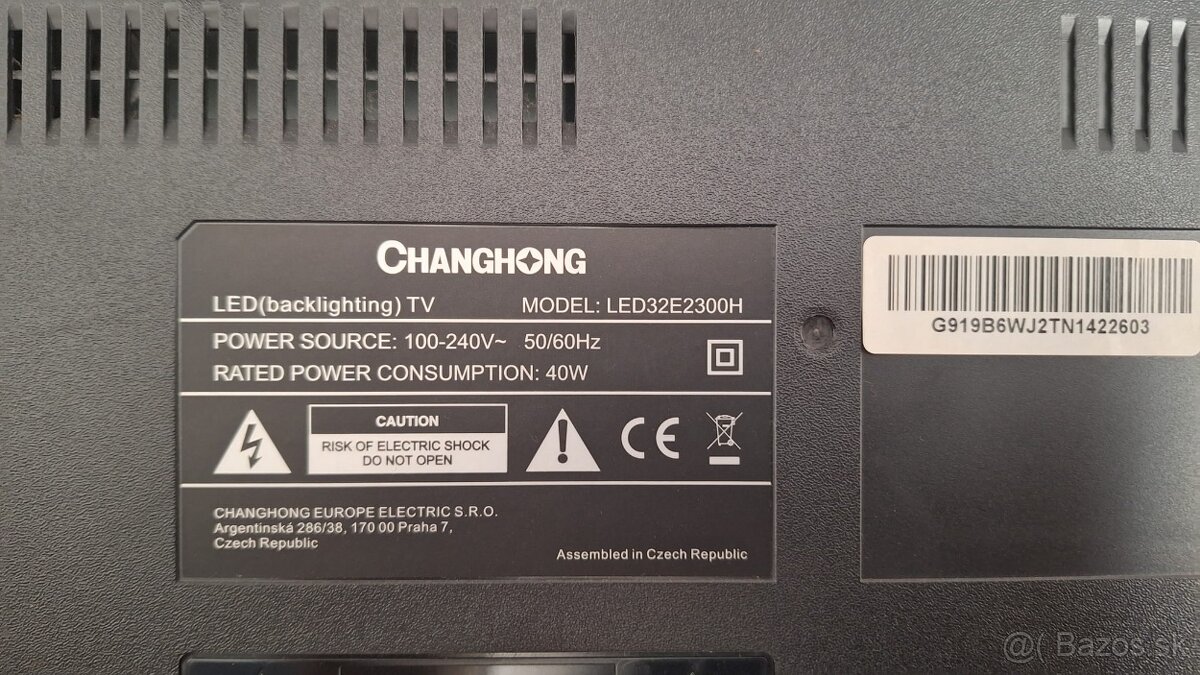 CHANGHONG
LED(backlighting) TV MODEL: LED32E2300H
POWER SOURCE: 100-240V~ 50/60Hz
RATED POWER CONSUMPTION: 40W
CAUTION
RISK OF ELECTRIC SHOCK
DO NOT OPEN
CE
CHANGHONG EUROPE ELECTRIC S.R.O.
Argentinská 286/38, 170 00 Praha 7,
Czech Republic
Assembled in Czech Republic
G919B6WJ2TN1422603
@( Bazos.sk